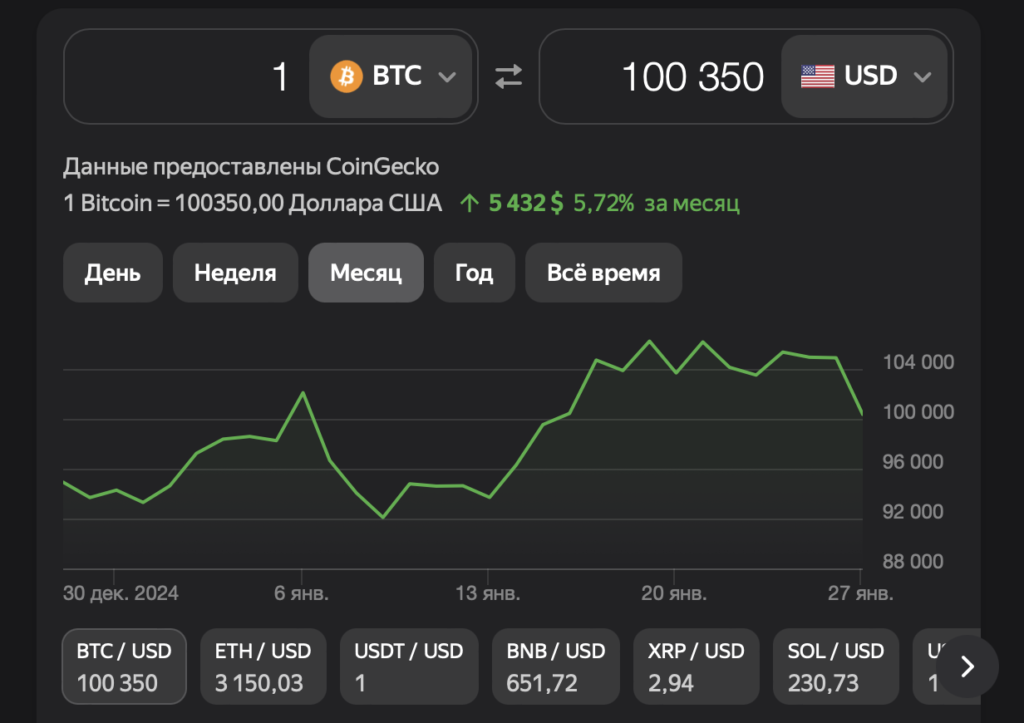 1 BTC 100 350 USD
Данные предоставлены CoinGecko
1 Bitcoin = 100350,00 Доллара США ↑ 5 432 $ 5,72% за месяц
День Неделя Месяц Год Всё время
104 000
100 000
96 000
92 000
88 000
30 дек. 2024 6 янв. 13 янв. 20 янв. 27 янв.
BTC / USD ETH / USD USDT / USD BNB / USD XRP / USD SOL / USD
100 350 3 150,03 1 651,72 2,94 230,73 1